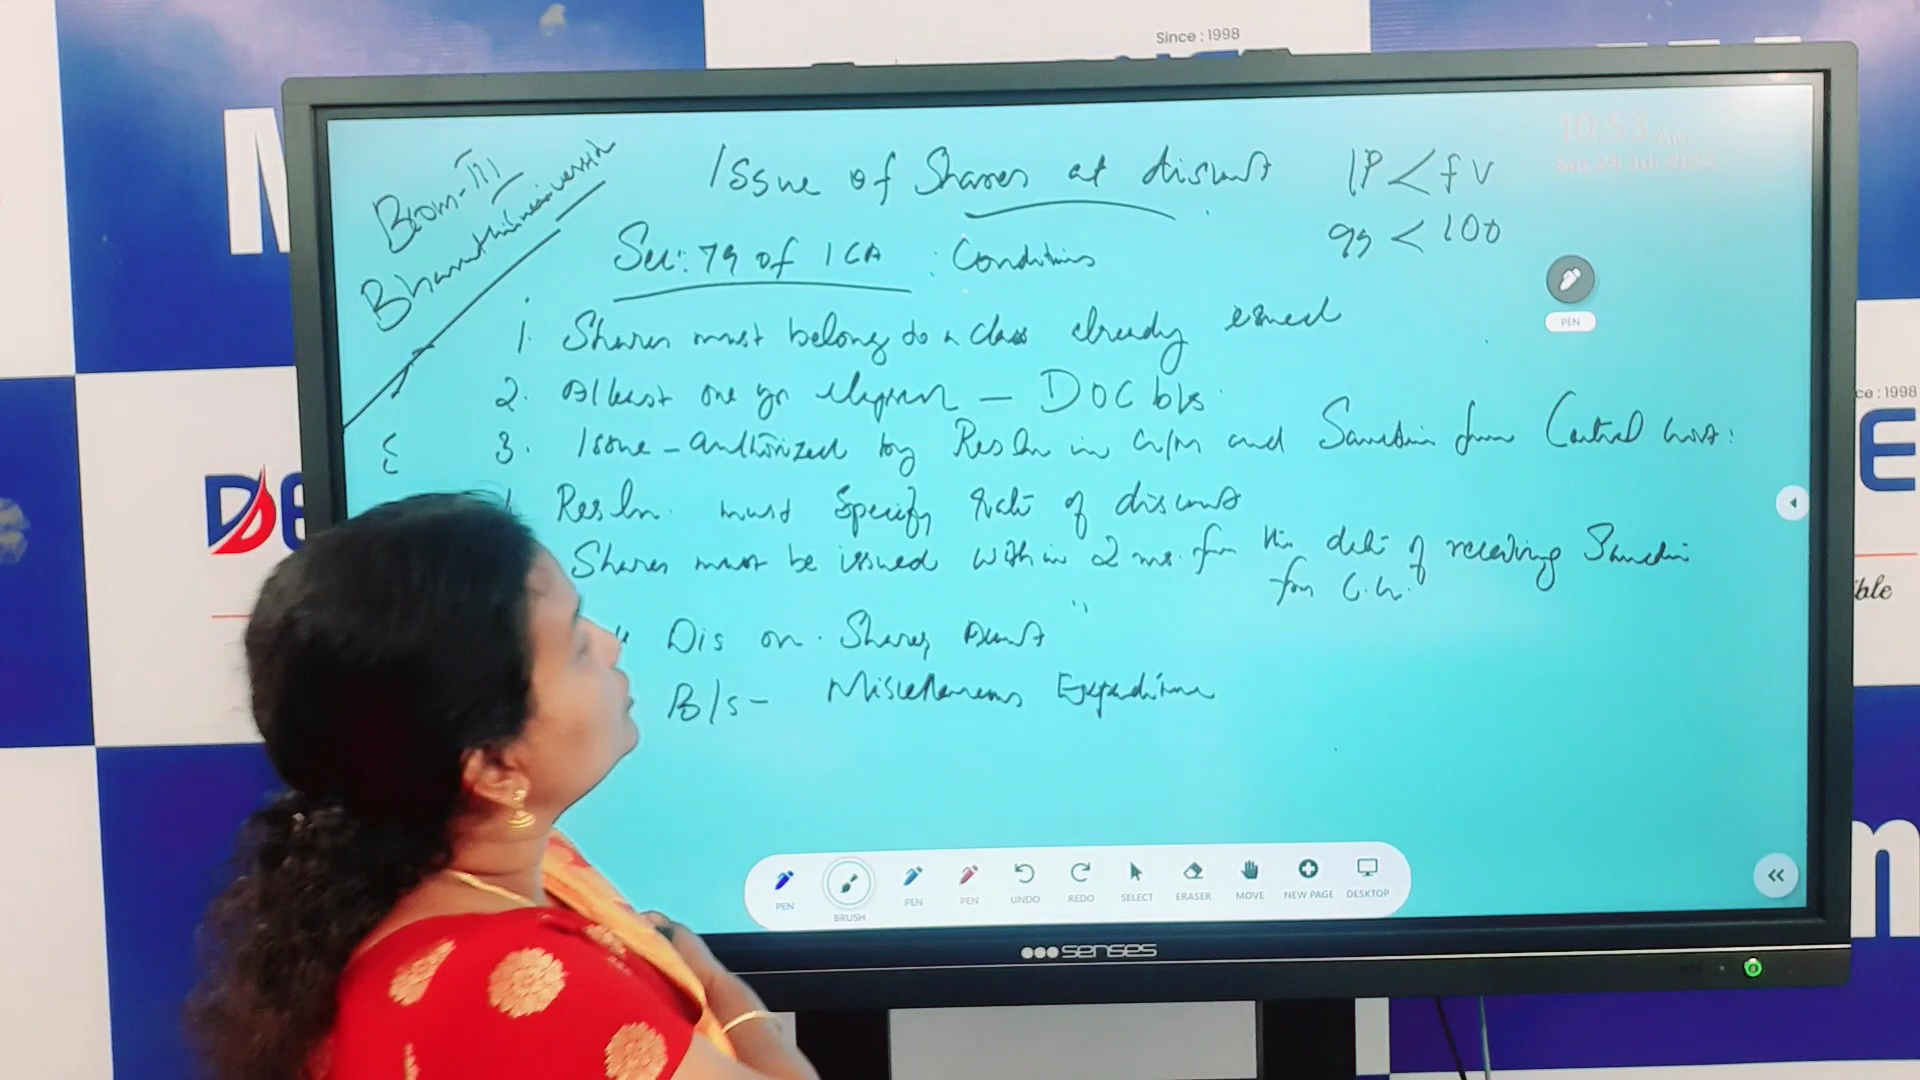 Since : 1998
Bcom-III
Issue of Shares at discount
IP < f V
99 < 100
Sec: 79 of ICA : Conditions
PEN
1. Shares must belong to a class already issued
2. Atleast one yr elapsed - DOC b/s
3. Issue - authorized by Resln in G/M and Sanction from Central Govt:
Resln. must specify rate of discount
Shares must be issued within 2 ms. from the date of receiving Sanction
from C.G.
Dis on Shares Account
B/s - Miscellaneous Expenditure
ce : 1998
E
ble
PEN
BRUSH
PEN
PEN
UNDO
REDO
SELECT
ERASER
MOVE
NEW PAGE
DESKTOP
senses